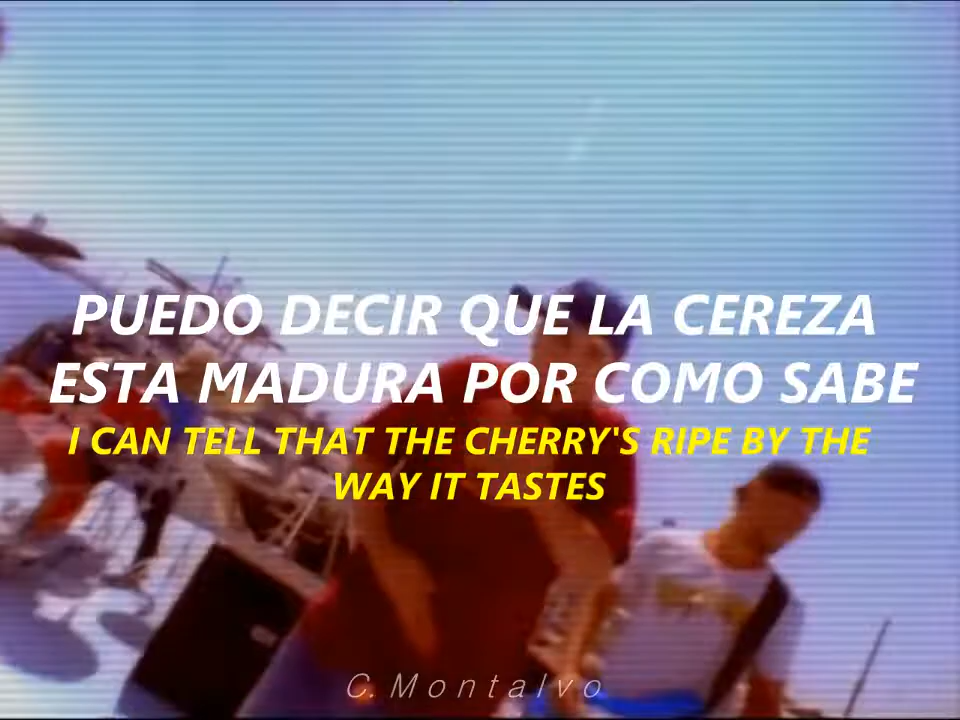 PUEDO DECIR QUE LA CEREZA
ESTA MADURA POR COMO SABE
I CAN TELL THAT THE CHERRY'S RIPE BY THE
WAY IT TASTES
C. Montalvo